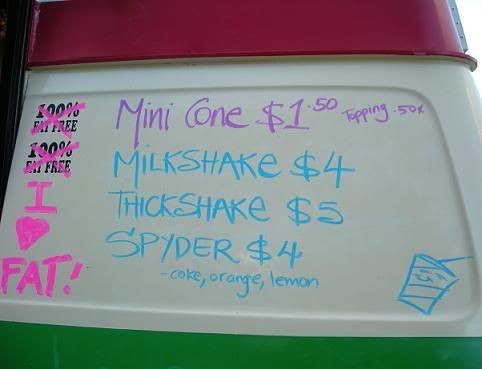 100%
FAT FREE
100%
FAT FREE
I
FAT!
Mini Cone $1.50 Topping .50x
MILKSHAKE $4
THICKSHAKE $5
SPYDER $4
-coke, orange, lemon